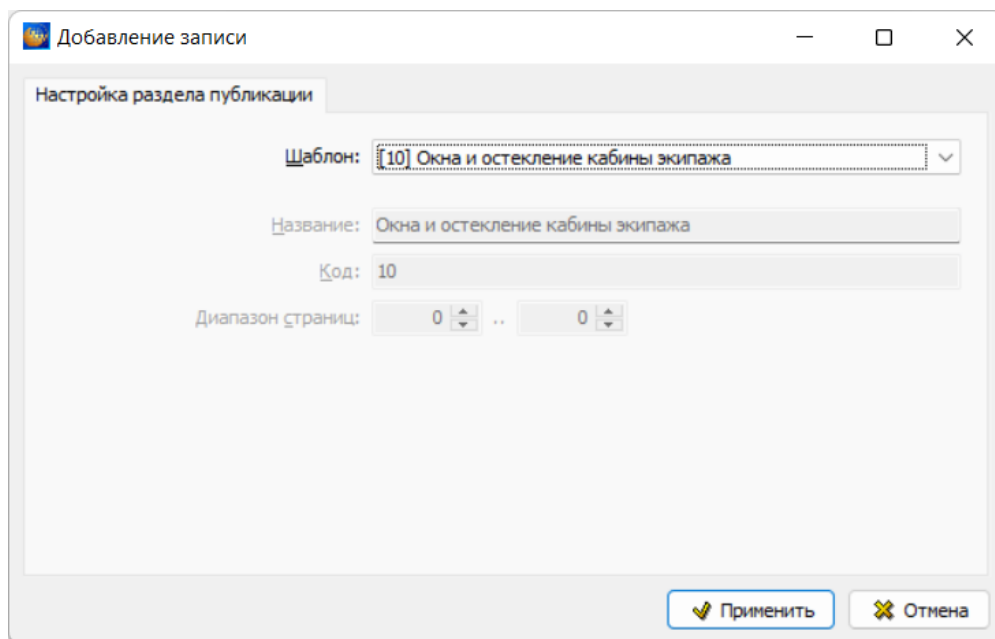 Добавление записи
Настройка раздела публикации
Шаблон: [10] Окна и остекление кабины экипажа
Название: Окна и остекление кабины экипажа
Код: 10
Диапазон страниц: 0 .. 0
Применить Отмена